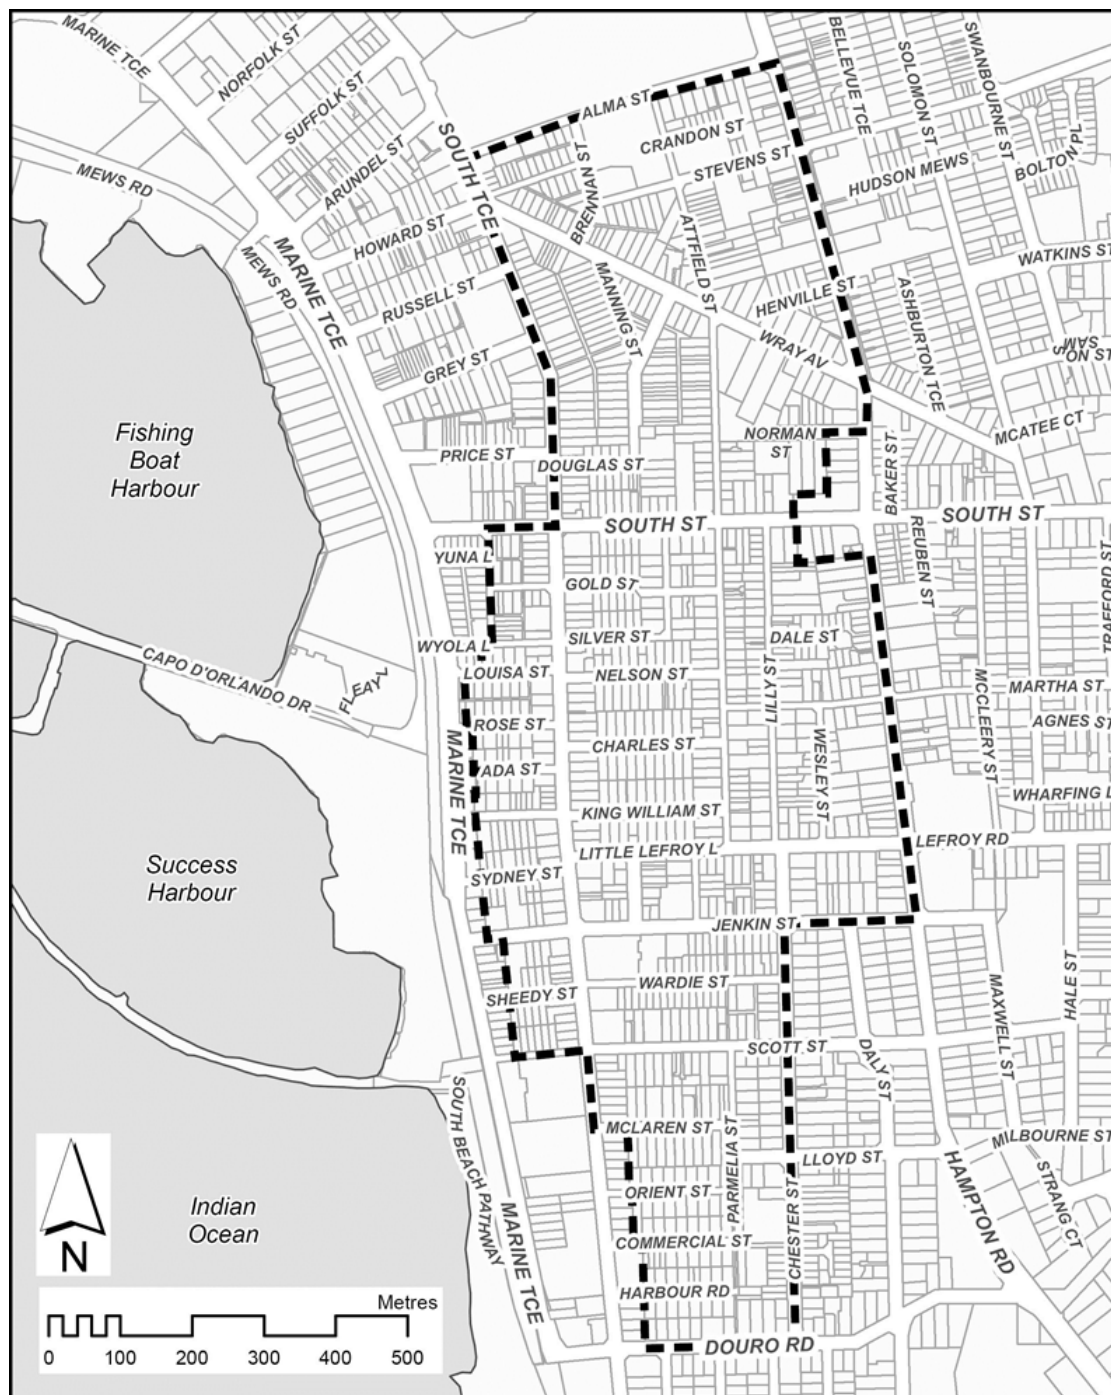 MARINE TCE
NORFOLK ST
SUFFOLK ST
ARUNDEL ST
MEWS RD
SOUTH TCE
SOUTH TCE
ALMA ST
CRANDON ST
STEVENS ST
BRENNAN ST
BELLEVUE TCE
SOLOMON ST
SWANBOURNE ST
BOLTON PL
HUDSON MEWS
WATKINS ST
HOWARD ST
MARINE TCE
MEWS RD
RUSSELL ST
GREY ST
MANNING ST
ATTFIELD ST
HENVILLE ST
WRAY AV
ASHBURTON TCE
SAM
MCATEE CT
Fishing
Boat
Harbour
PRICE ST
DOUGLAS ST
NORMAN
ST
BAKER ST
SOUTH ST
SOUTH ST
REUBEN ST
YUNA L
GOLD ST
TRAFFORD ST
WYOLA L
SILVER ST
DALE ST
CAPO D'ORLANDO DR
FLEAY L
LOUISA ST
NELSON ST
LILLY ST
MCCLEERY ST
MARTHA ST
ROSE ST
AGNES ST
MARINE TCE
CHARLES ST
WESLEY ST
ADA ST
WHARFING L
KING WILLIAM ST
LITTLE LEFROY L
LEFROY RD
Success
Harbour
SYDNEY ST
JENKIN ST
SHEEDY ST
WARDIE ST
MAXWELL ST
HALE ST
SCOTT ST
DALY ST
SOUTH BEACH PATHWAY
MCLAREN ST
PARMELIA ST
MILBOURNE ST
LLOYD ST
HAMPTON RD
STRANG CT
ORIENT ST
Indian
Ocean
MARINE TCE
COMMERCIAL ST
CHESTER ST
N
HARBOUR RD
DOURO RD
Metres
0 100 200 300 400 500